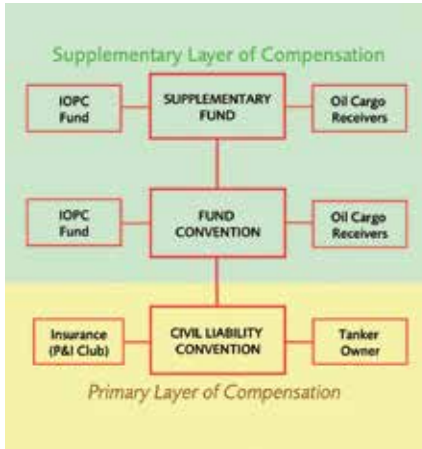 Supplementary Layer of Compensation
IOPC
Fund
SUPPLEMENTARY
FUND
Oil Cargo
Receivers
IOPC
Fund
FUND
CONVENTION
Oil Cargo
Receivers
Insurance
(P&I Club)
CIVIL LIABILITY
CONVENTION
Tanker
Owner
Primary Layer of Compensation